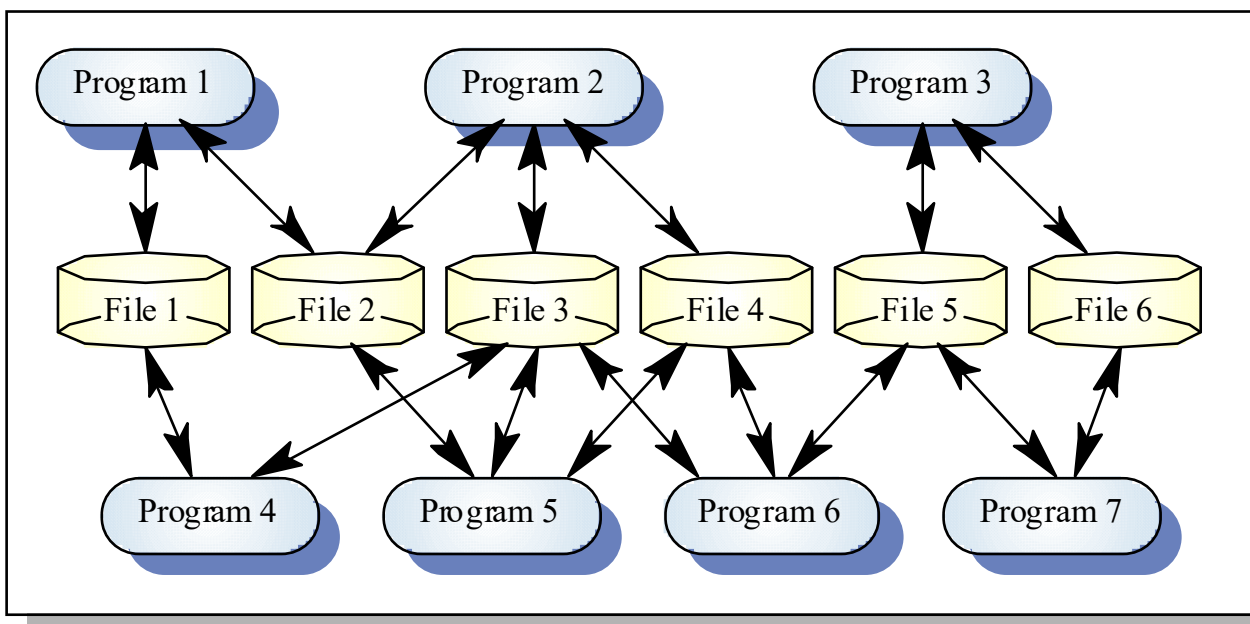 Program 1
Program 2
Program 3
File 1
File 2
File 3
File 4
File 5
File 6
Program 4
Program 5
Program 6
Program 7